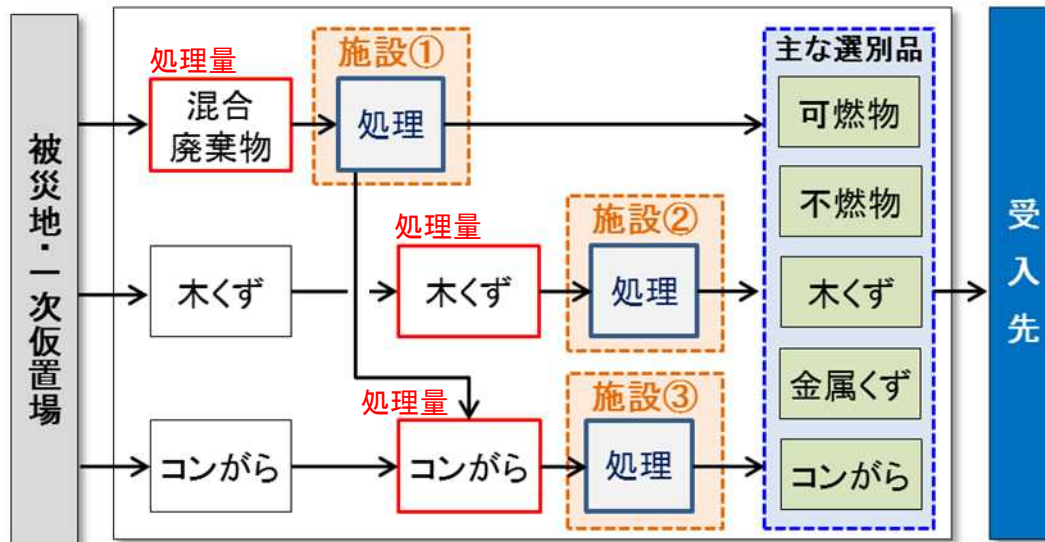 被災地・一次仮置場
処理量
混合
廃棄物
施設①
処理
木くず
処理量
木くず
施設②
処理
コンがら
処理量
コンがら
施設③
処理
主な選別品
可燃物
不燃物
木くず
金属くず
コンがら
受入先